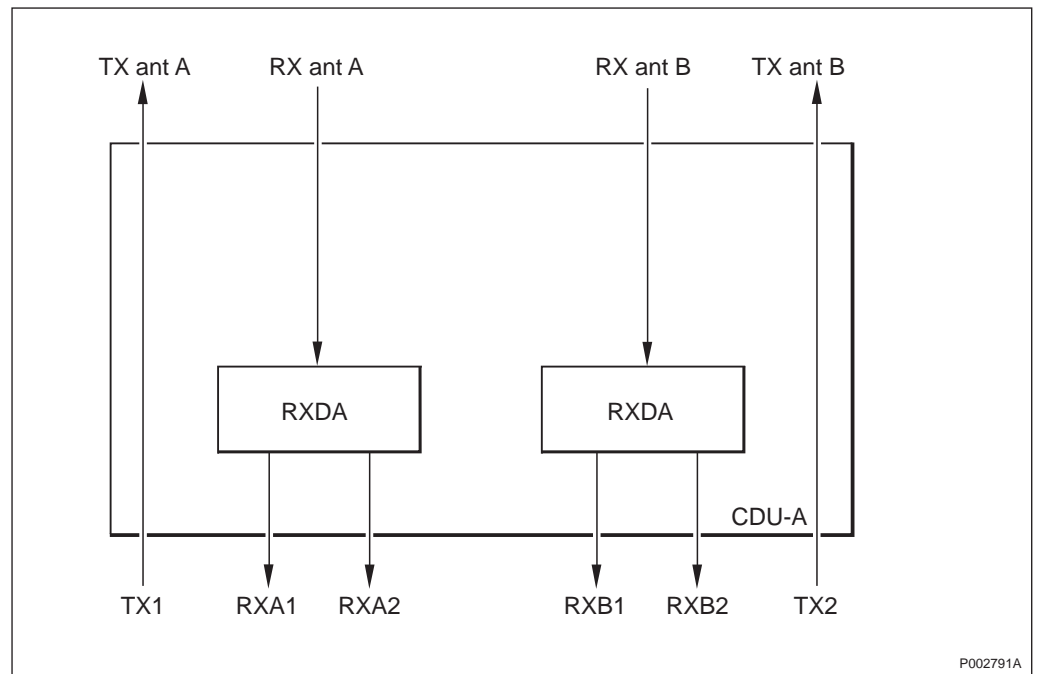 TX ant A RX ant A RX ant B TX ant B
RXDA RXDA
CDU-A
TX1 RXA1 RXA2 RXB1 RXB2 TX2
P002791A